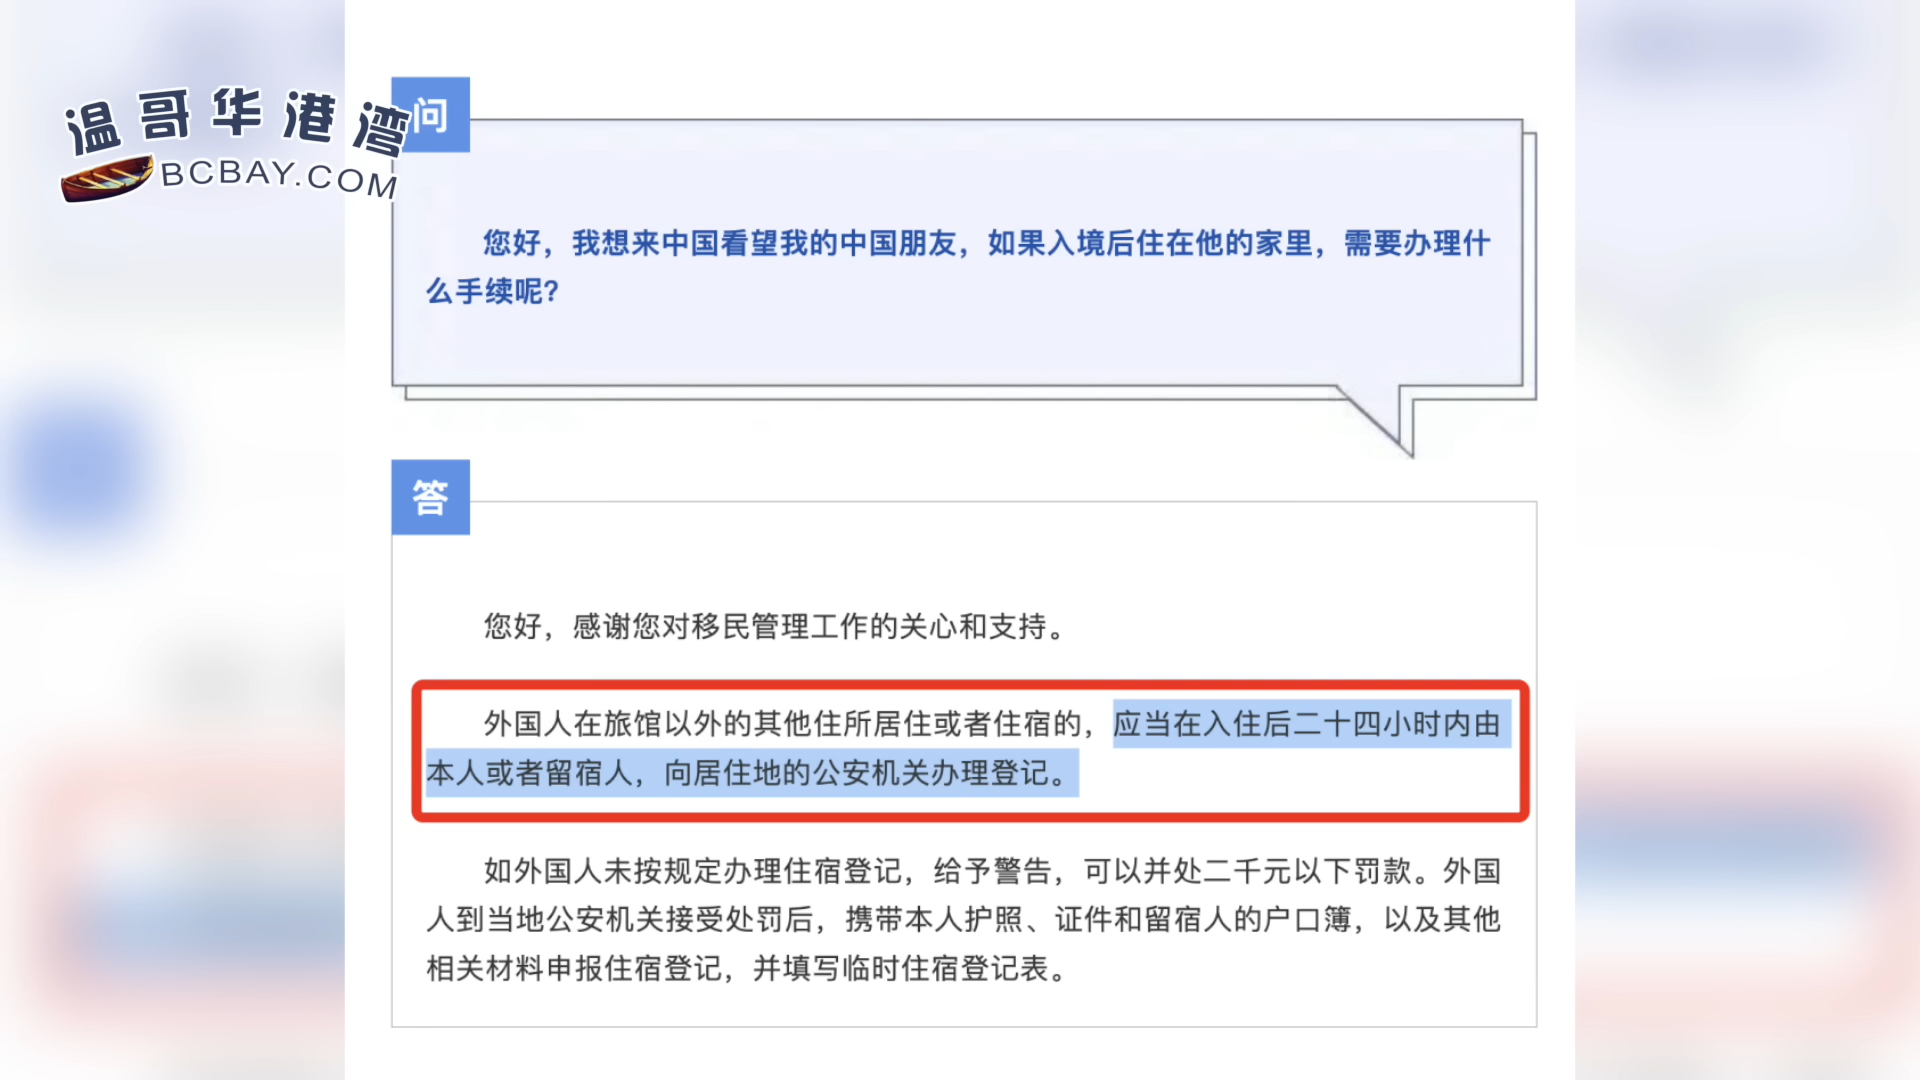 温哥华港湾
BCBAY.COM
问
您好，我想来中国看望我的中国朋友，如果入境后住在他的家里，需要办理什
么手续呢？
答
您好，感谢您对移民管理工作的关心和支持。
外国人在旅馆以外的其他住所居住或者住宿的，应当在入住后二十四小时内由
本人或者留宿人，向居住地的公安机关办理登记。
如外国人未按规定办理住宿登记，给予警告，可以并处二千元以下罚款。外国
人到当地公安机关接受处罚后，携带本人护照、证件和留宿人的户口簿，以及其他
相关材料申报住宿登记，并填写临时住宿登记表。